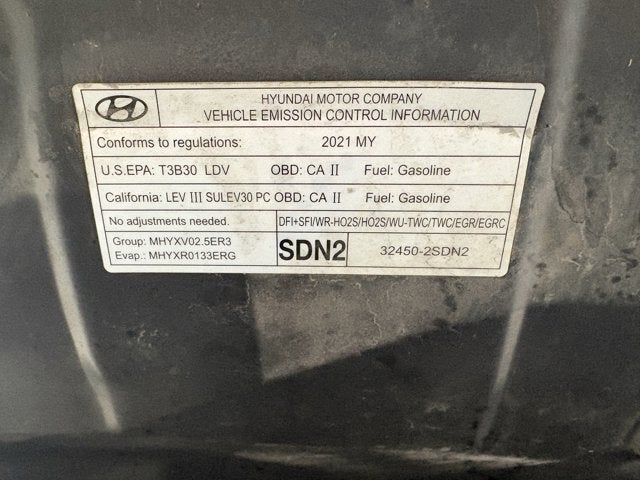 HYUNDAI MOTOR COMPANY
VEHICLE EMISSION CONTROL INFORMATION
Conforms to regulations: 2021 MY
U.S.EPA: T3B30 LDV OBD: CA II Fuel: Gasoline
California: LEV III SULEV30 PC OBD: CA II Fuel: Gasoline
No adjustments needed. DFI+SFI/WR-HO2S/HO2S/WU-TWC/TWC/EGR/EGRC
Group: MHYXV02.5ER3
Evap.: MHYXR0133ERG
SDN2
32450-2SDN2